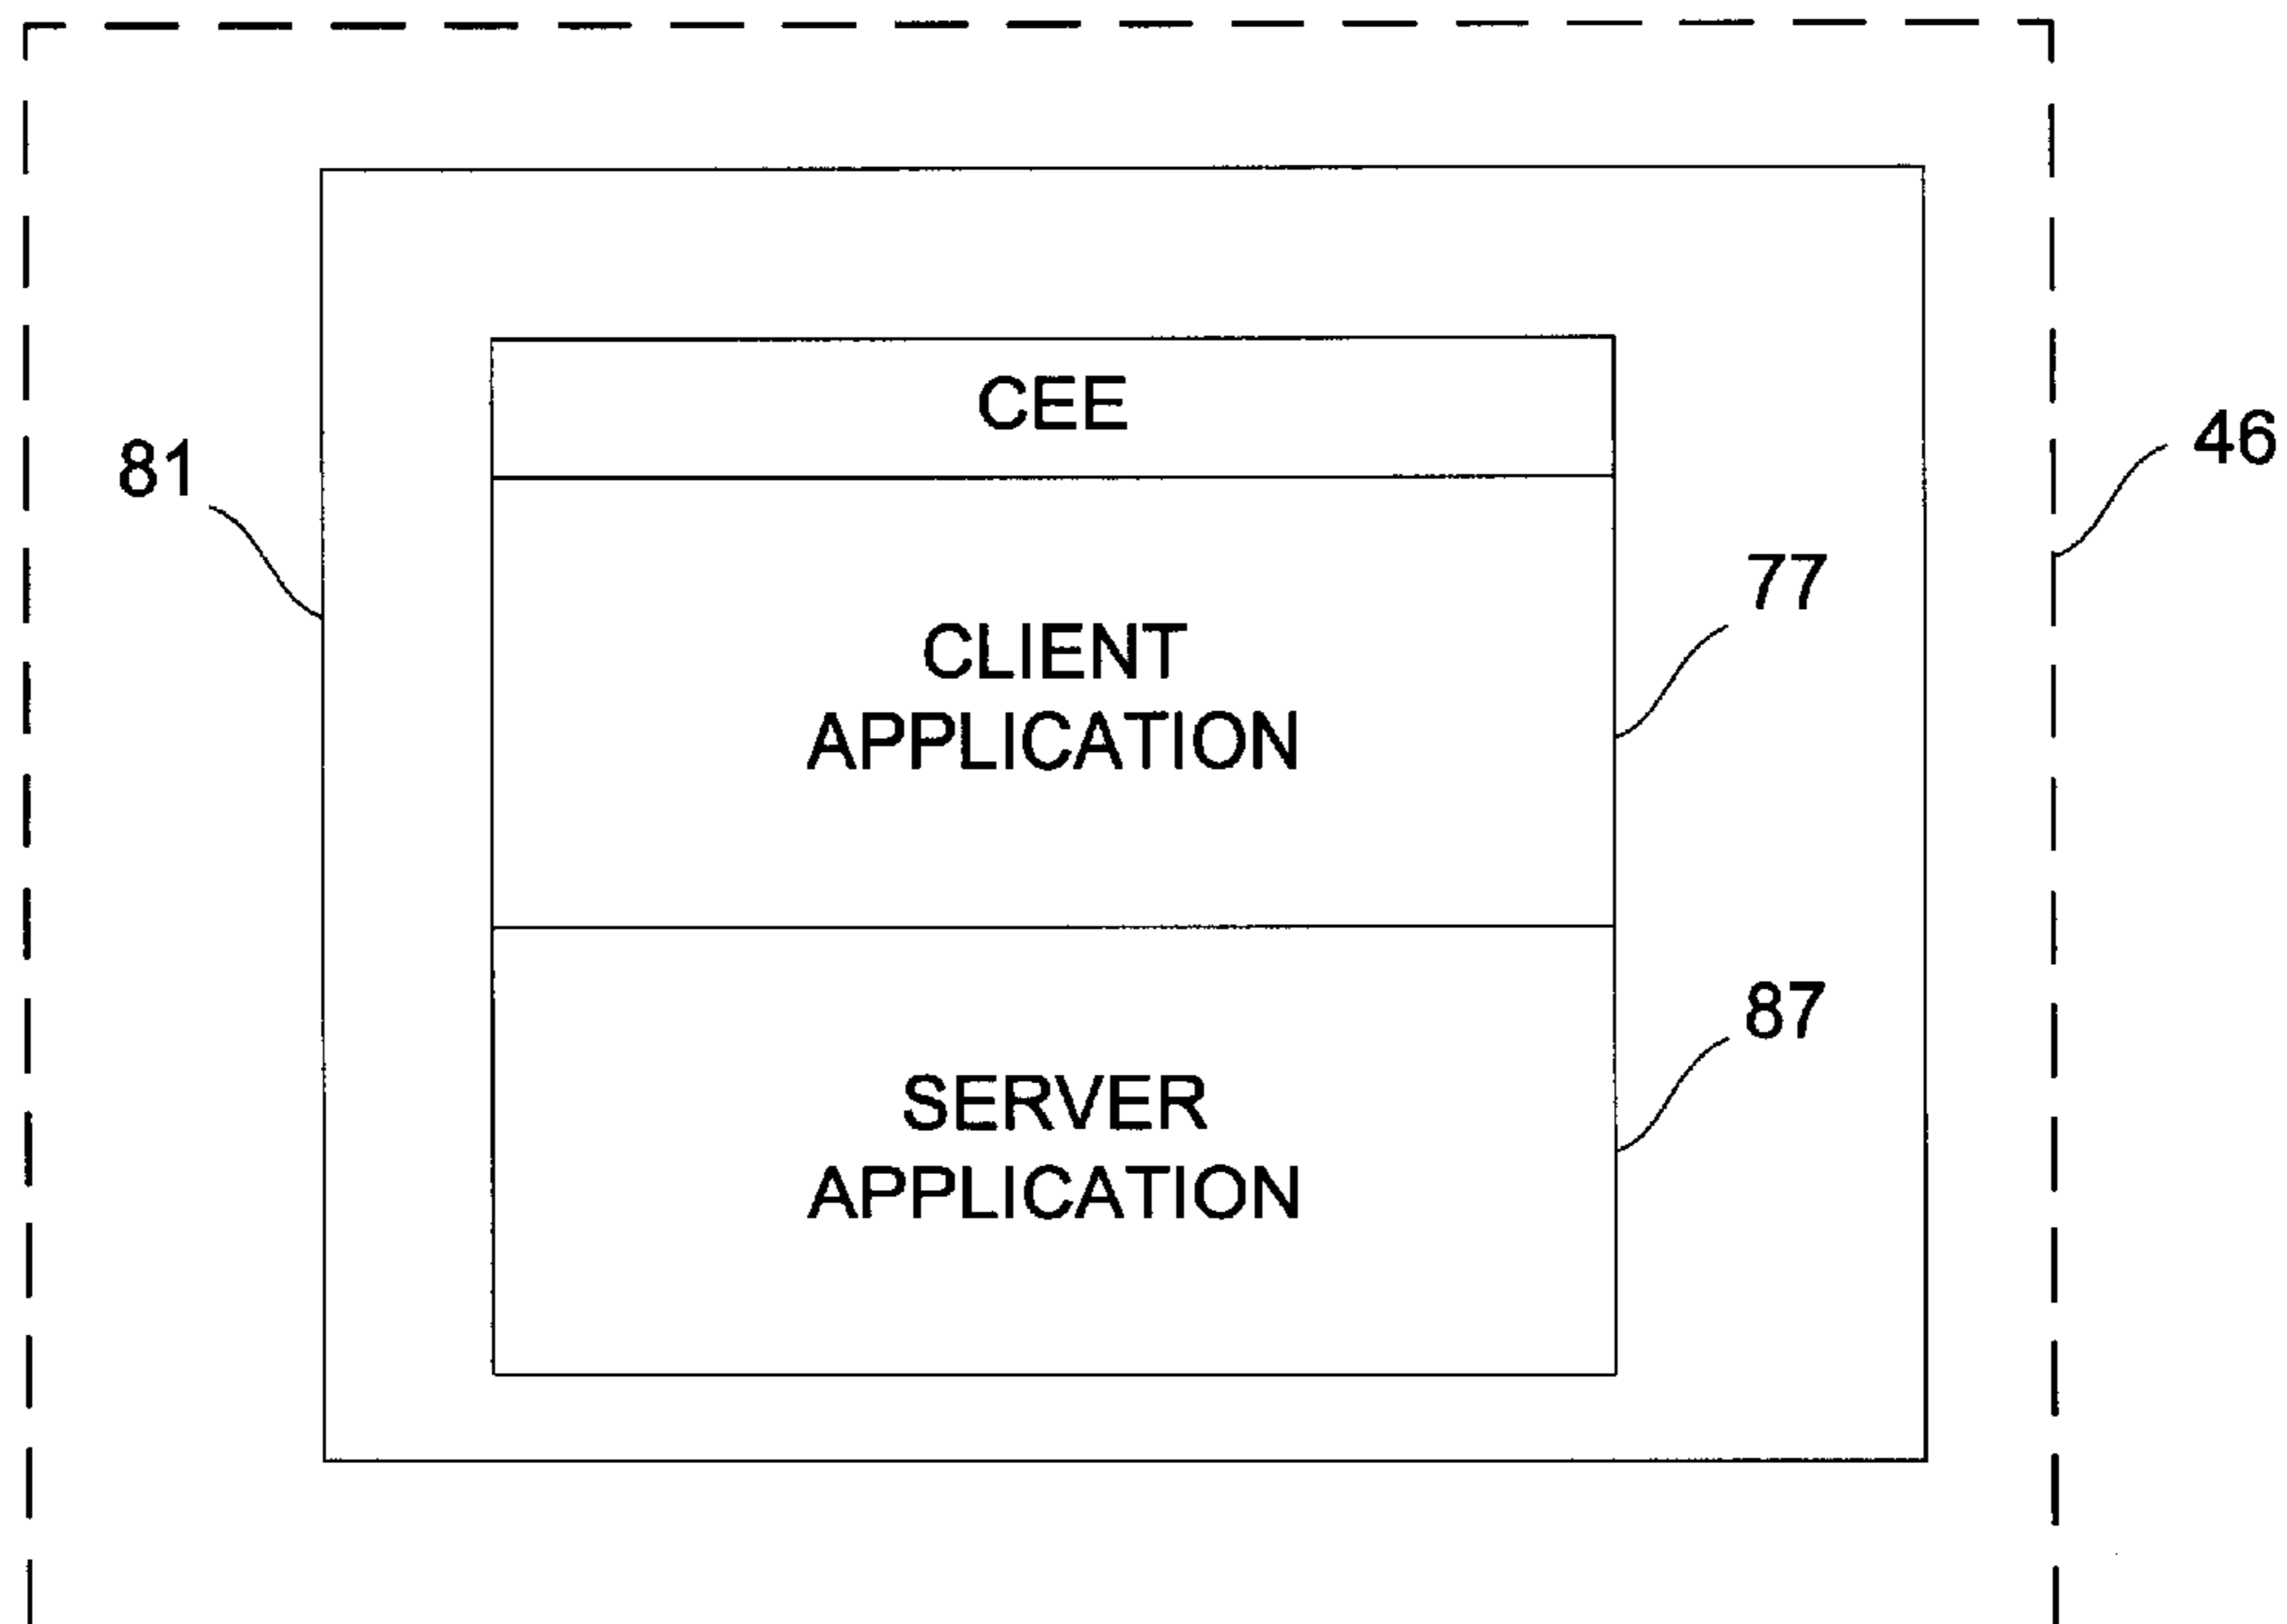 CEE
81
46
77
CLIENT
APPLICATION
87
SERVER
APPLICATION